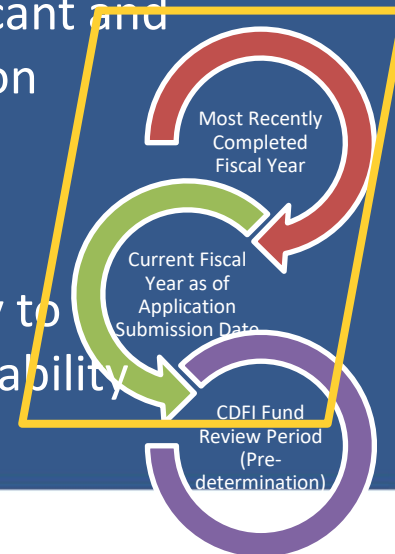 cant and
on
Most Recently
Completed
Fiscal Year
Current Fiscal
Year as of
Application
Submission Date
y to
ability
CDFI Fund
Review Period
(Pre-
determination)